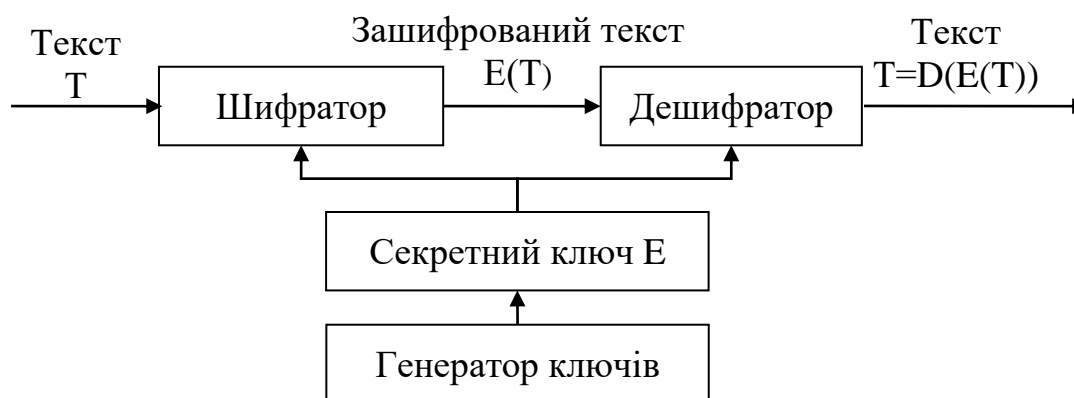 Текст
T
Зашифрований текст
E(T)
Текст
T=D(E(T))
Шифратор
Дешифратор
Секретний ключ E
Генератор ключів